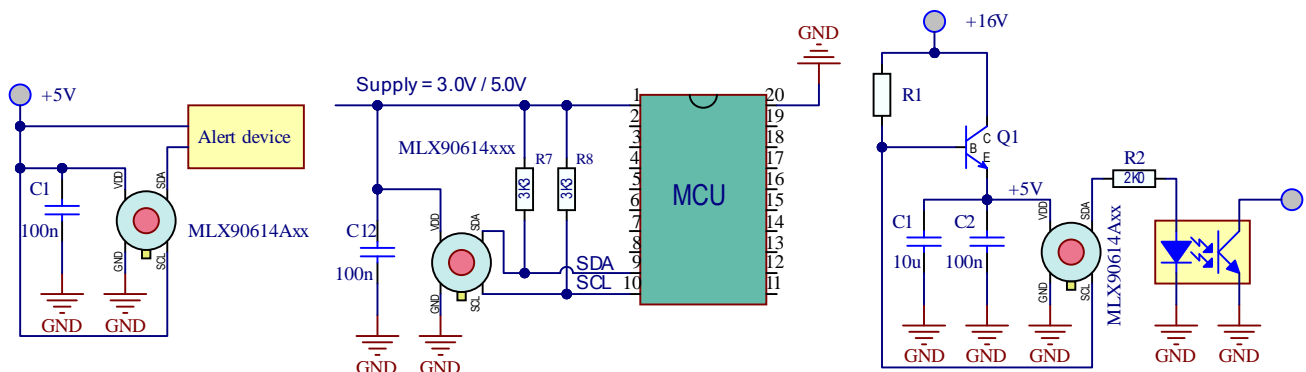 +5V
Alert device
C1
100n
VDD
SDA
GND
SCL
MLX90614Axx
GND
GND
Supply = 3.0V / 5.0V
MLX90614xxx
C12
100n
VDD
SDA
GND
SCL
GND
GND
R7
3K3
R8
3K3
SDA
SCL
MCU
1
2
3
4
5
6
7
8
9
10
20
19
18
17
16
15
14
13
12
11
GND
+16V
R1
B
C
E
Q1
+5V
C1
10u
C2
100n
VDD
SDA
GND
SCL
MLX90614Axx
R2
2K0
GND
GND
GND
GND
GND